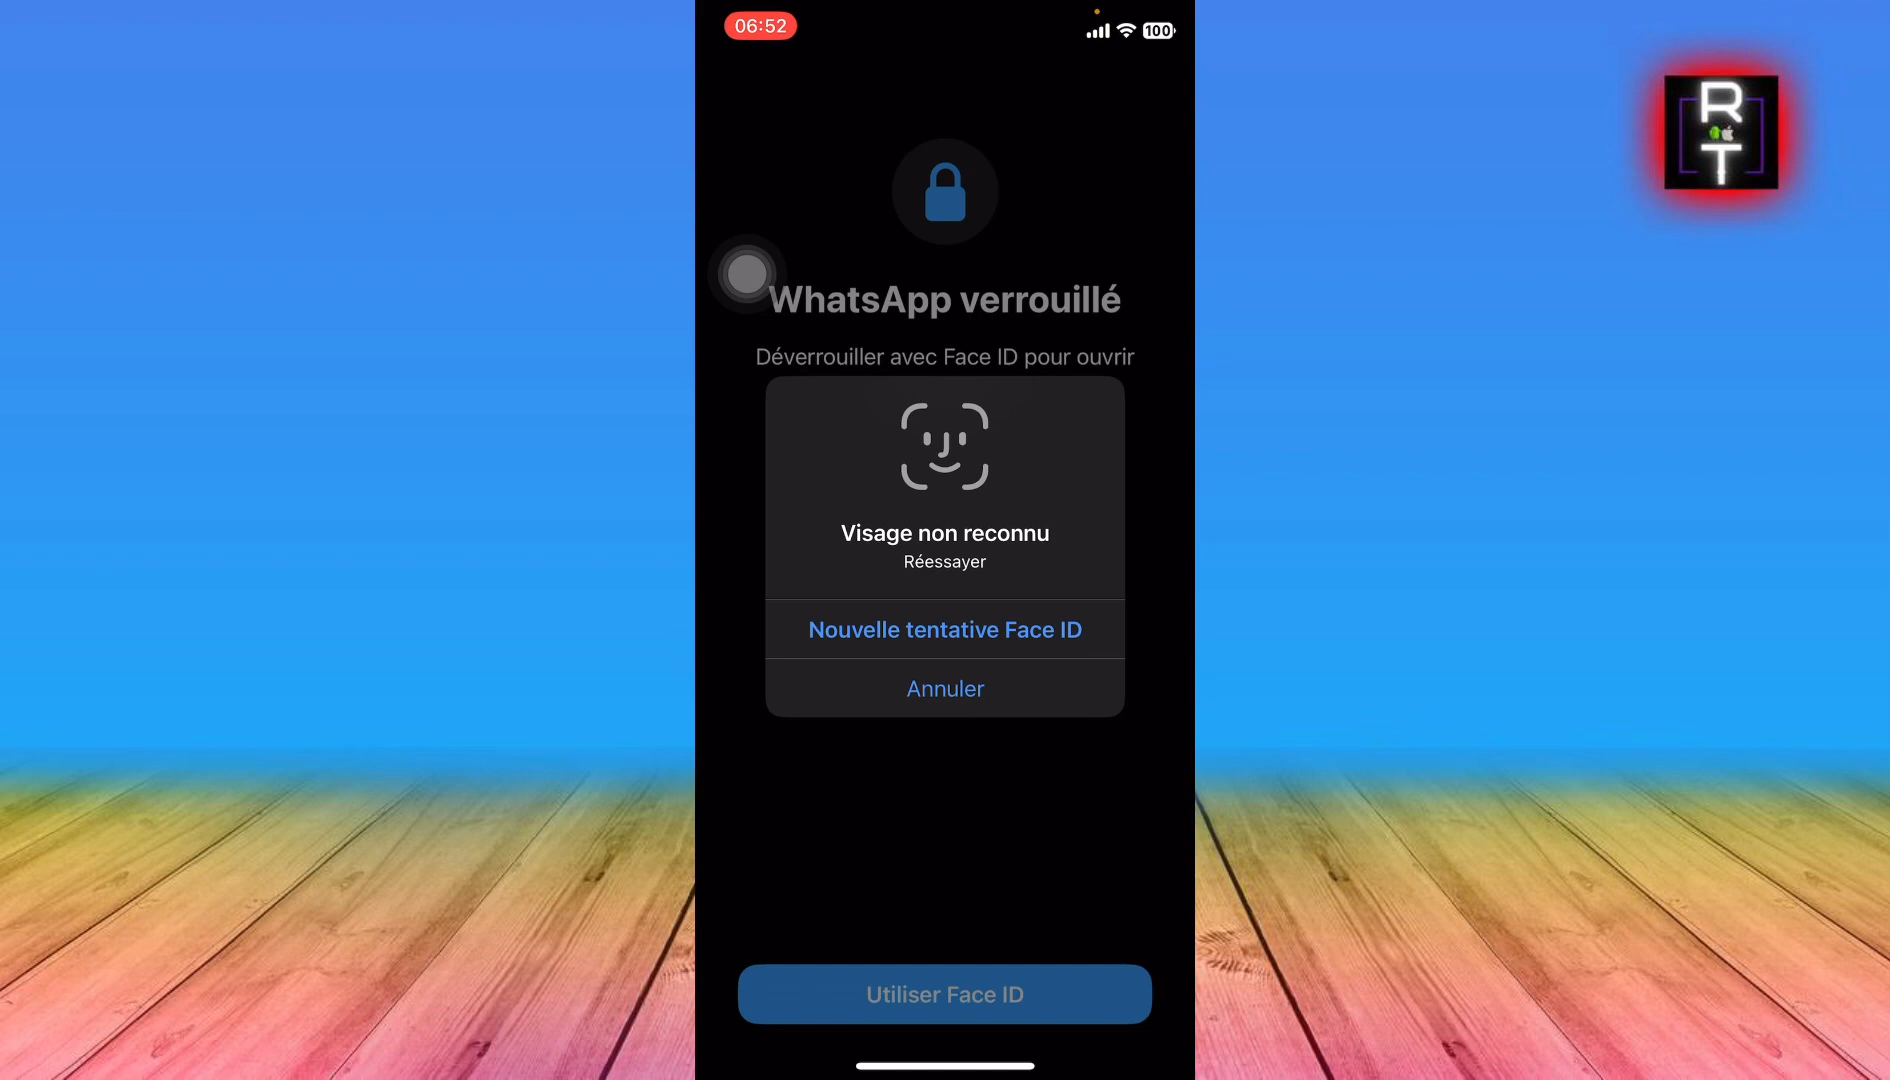 06:52
100
R
T
WhatsApp verrouillé
Déverrouiller avec Face ID pour ouvrir
Visage non reconnu
Réessayer
Nouvelle tentative Face ID
Annuler
Utiliser Face ID